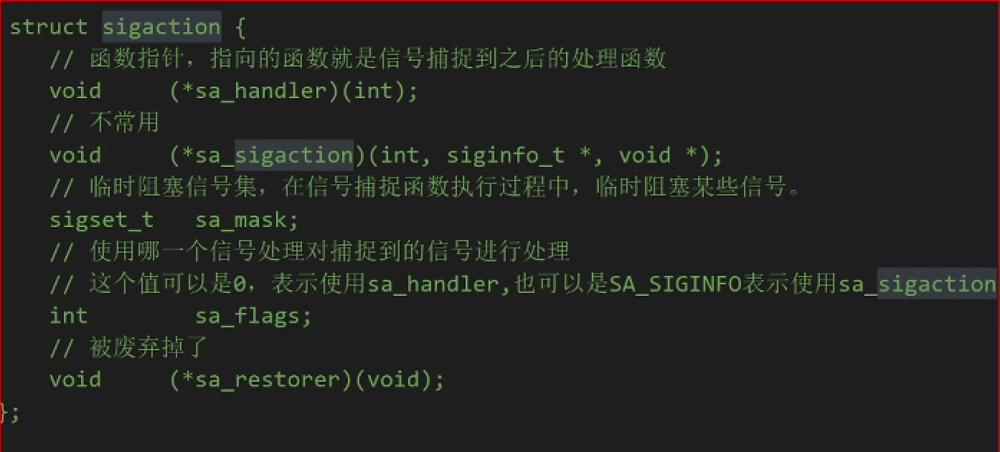 struct sigaction {
// 函数指针，指向的函数就是信号捕捉到之后的处理函数
void (*sa_handler)(int);
// 不常用
void (*sa_sigaction)(int, siginfo_t *, void *);
// 临时阻塞信号集，在信号捕捉函数执行过程中，临时阻塞某些信号。
sigset_t sa_mask;
// 使用哪一个信号处理对捕捉到的信号进行处理
// 这个值可以是0，表示使用sa_handler,也可以是SA_SIGINFO表示使用sa_sigaction
int sa_flags;
// 被废弃掉了
void (*sa_restorer)(void);
};